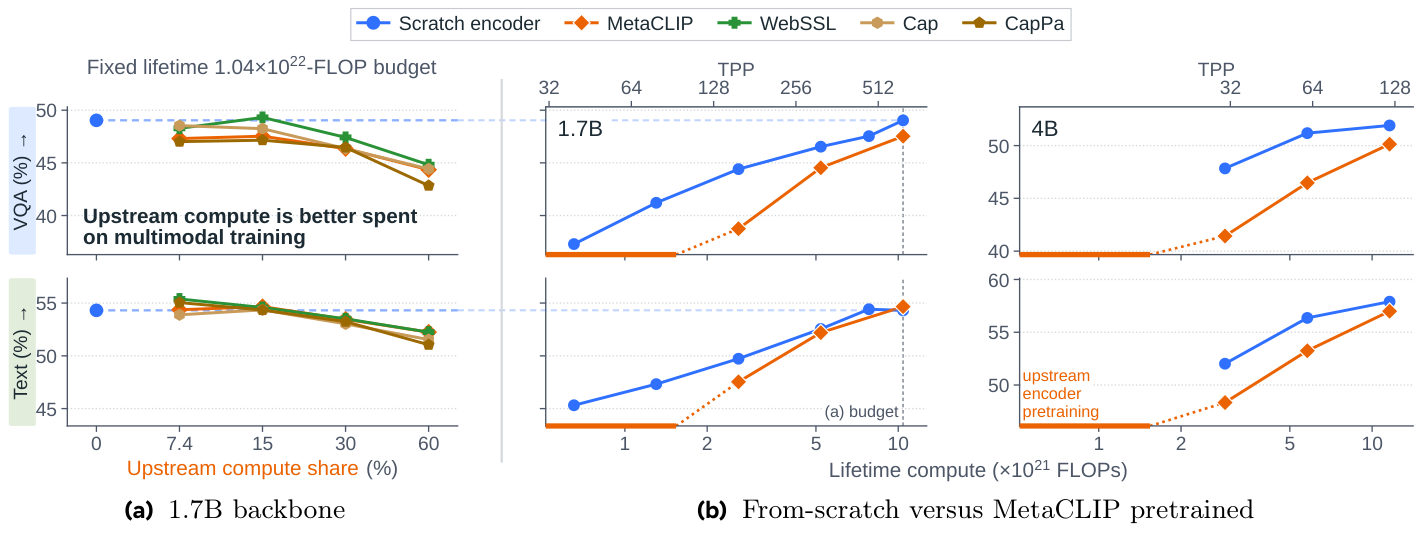 Scratch encoder MetaCLIP WebSSL Cap CapPa
Fixed lifetime 1.04×10²²-FLOP budget
VQA (%) →
50
45
40
Upstream compute is better spent
on multimodal training
Text (%) →
55
50
45
0 7.4 15 30 60
Upstream compute share (%)
(a) 1.7B backbone
TPP
32 64 128 256 512
1.7B
(a) budget
1 2 5 10
TPP
32 64 128
4B
50
45
40
60
55
50
upstream
encoder
pretraining
1 2 5 10
Lifetime compute (×10²¹ FLOPs)
(b) From-scratch versus MetaCLIP pretrained